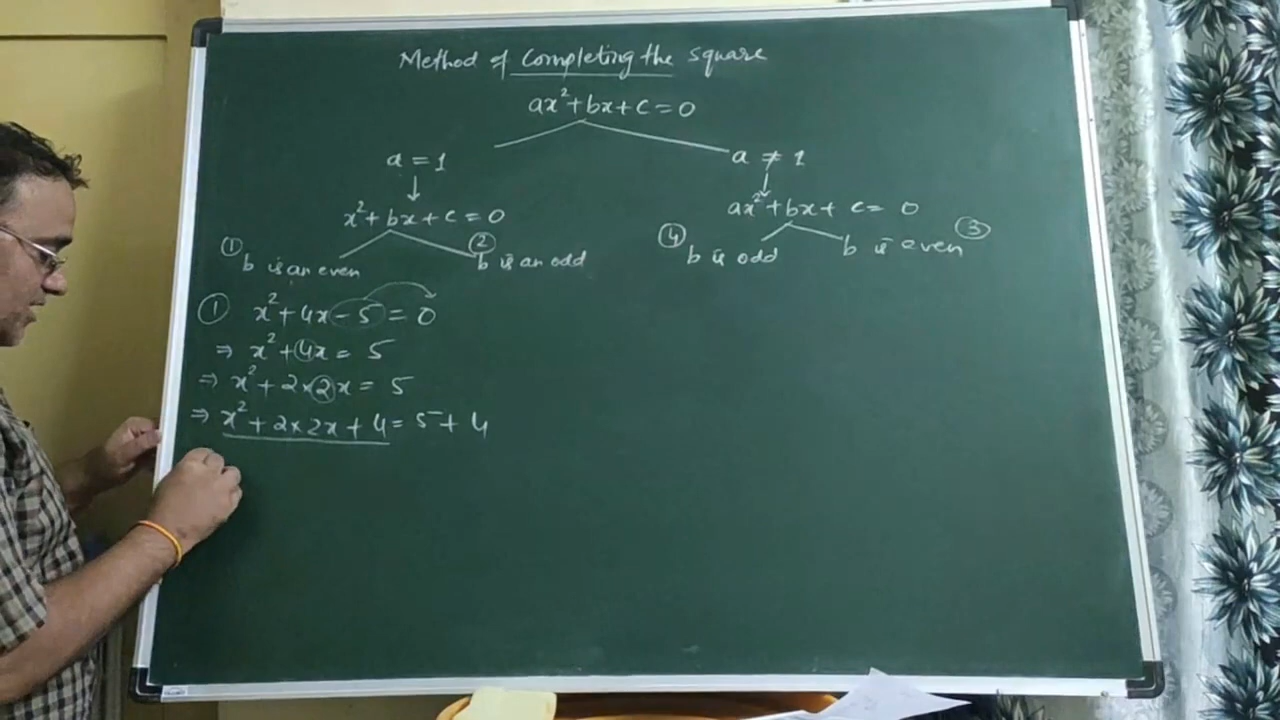 Method of Completing the square
ax²+bx+c=0
a = 1
a ≠ 1
x²+bx+c=0
ax²+bx+c=0
① b is an even
② b is an odd
④ b is odd
b is even ③
① x²+4x-5=0
⇒ x²+4x=5
⇒ x²+2×2x=5
⇒ x²+2×2x+4=5+4